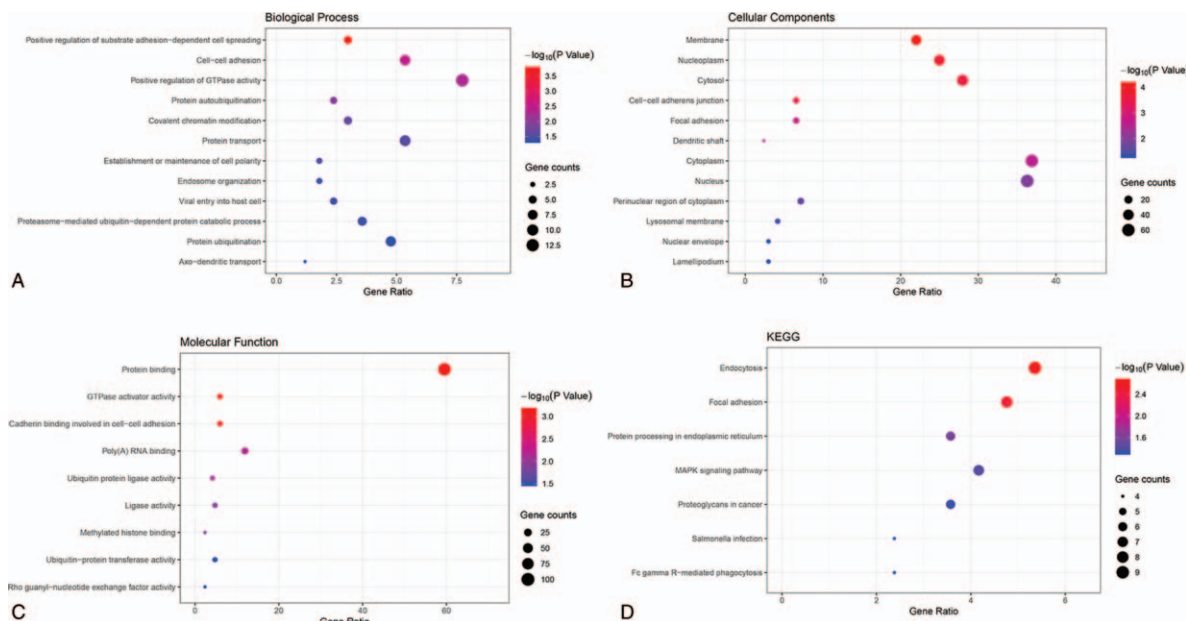 Biological Process
Positive regulation of substrate adhesion-dependent cell spreading
Cell-cell adhesion
Positive regulation of GTPase activity
Protein autoubiquitination
Covalent chromatin modification
Protein transport
Establishment or maintenance of cell polarity
Endosome organization
Viral entry into host cell
Proteasome-mediated ubiquitin-dependent protein catabolic process
Protein ubiquitination
Axo-dendritic transport
0.0 2.5 5.0 7.5
Gene Ratio
−log10(P Value)
3.5
3.0
2.5
2.0
1.5
Gene counts
2.5
5.0
7.5
10.0
12.5
A
Cellular Components
Membrane
Nucleoplasm
Cytosol
Cell-cell adherens junction
Focal adhesion
Dendritic shaft
Cytoplasm
Nucleus
Perinuclear region of cytoplasm
Lysosomal membrane
Nuclear envelope
Lamellipodium
0 10 20 30 40
Gene Ratio
−log10(P Value)
4
3
2
Gene counts
20
40
60
B
Molecular Function
Protein binding
GTPase activator activity
Cadherin binding involved in cell-cell adhesion
Poly(A) RNA binding
Ubiquitin protein ligase activity
Ligase activity
Methylated histone binding
Ubiquitin-protein transferase activity
Rho guanyl-nucleotide exchange factor activity
0 20 40 60
Gene Ratio
−log10(P Value)
3.0
2.5
2.0
1.5
Gene counts
25
50
75
100
C
KEGG
Endocytosis
Focal adhesion
Protein processing in endoplasmic reticulum
MAPK signaling pathway
Proteoglycans in cancer
Salmonella infection
Fc gamma R-mediated phagocytosis
0 2 4 6
Gene Ratio
−log10(P Value)
2.4
2.0
1.6
Gene counts
4
5
6
7
8
9
D